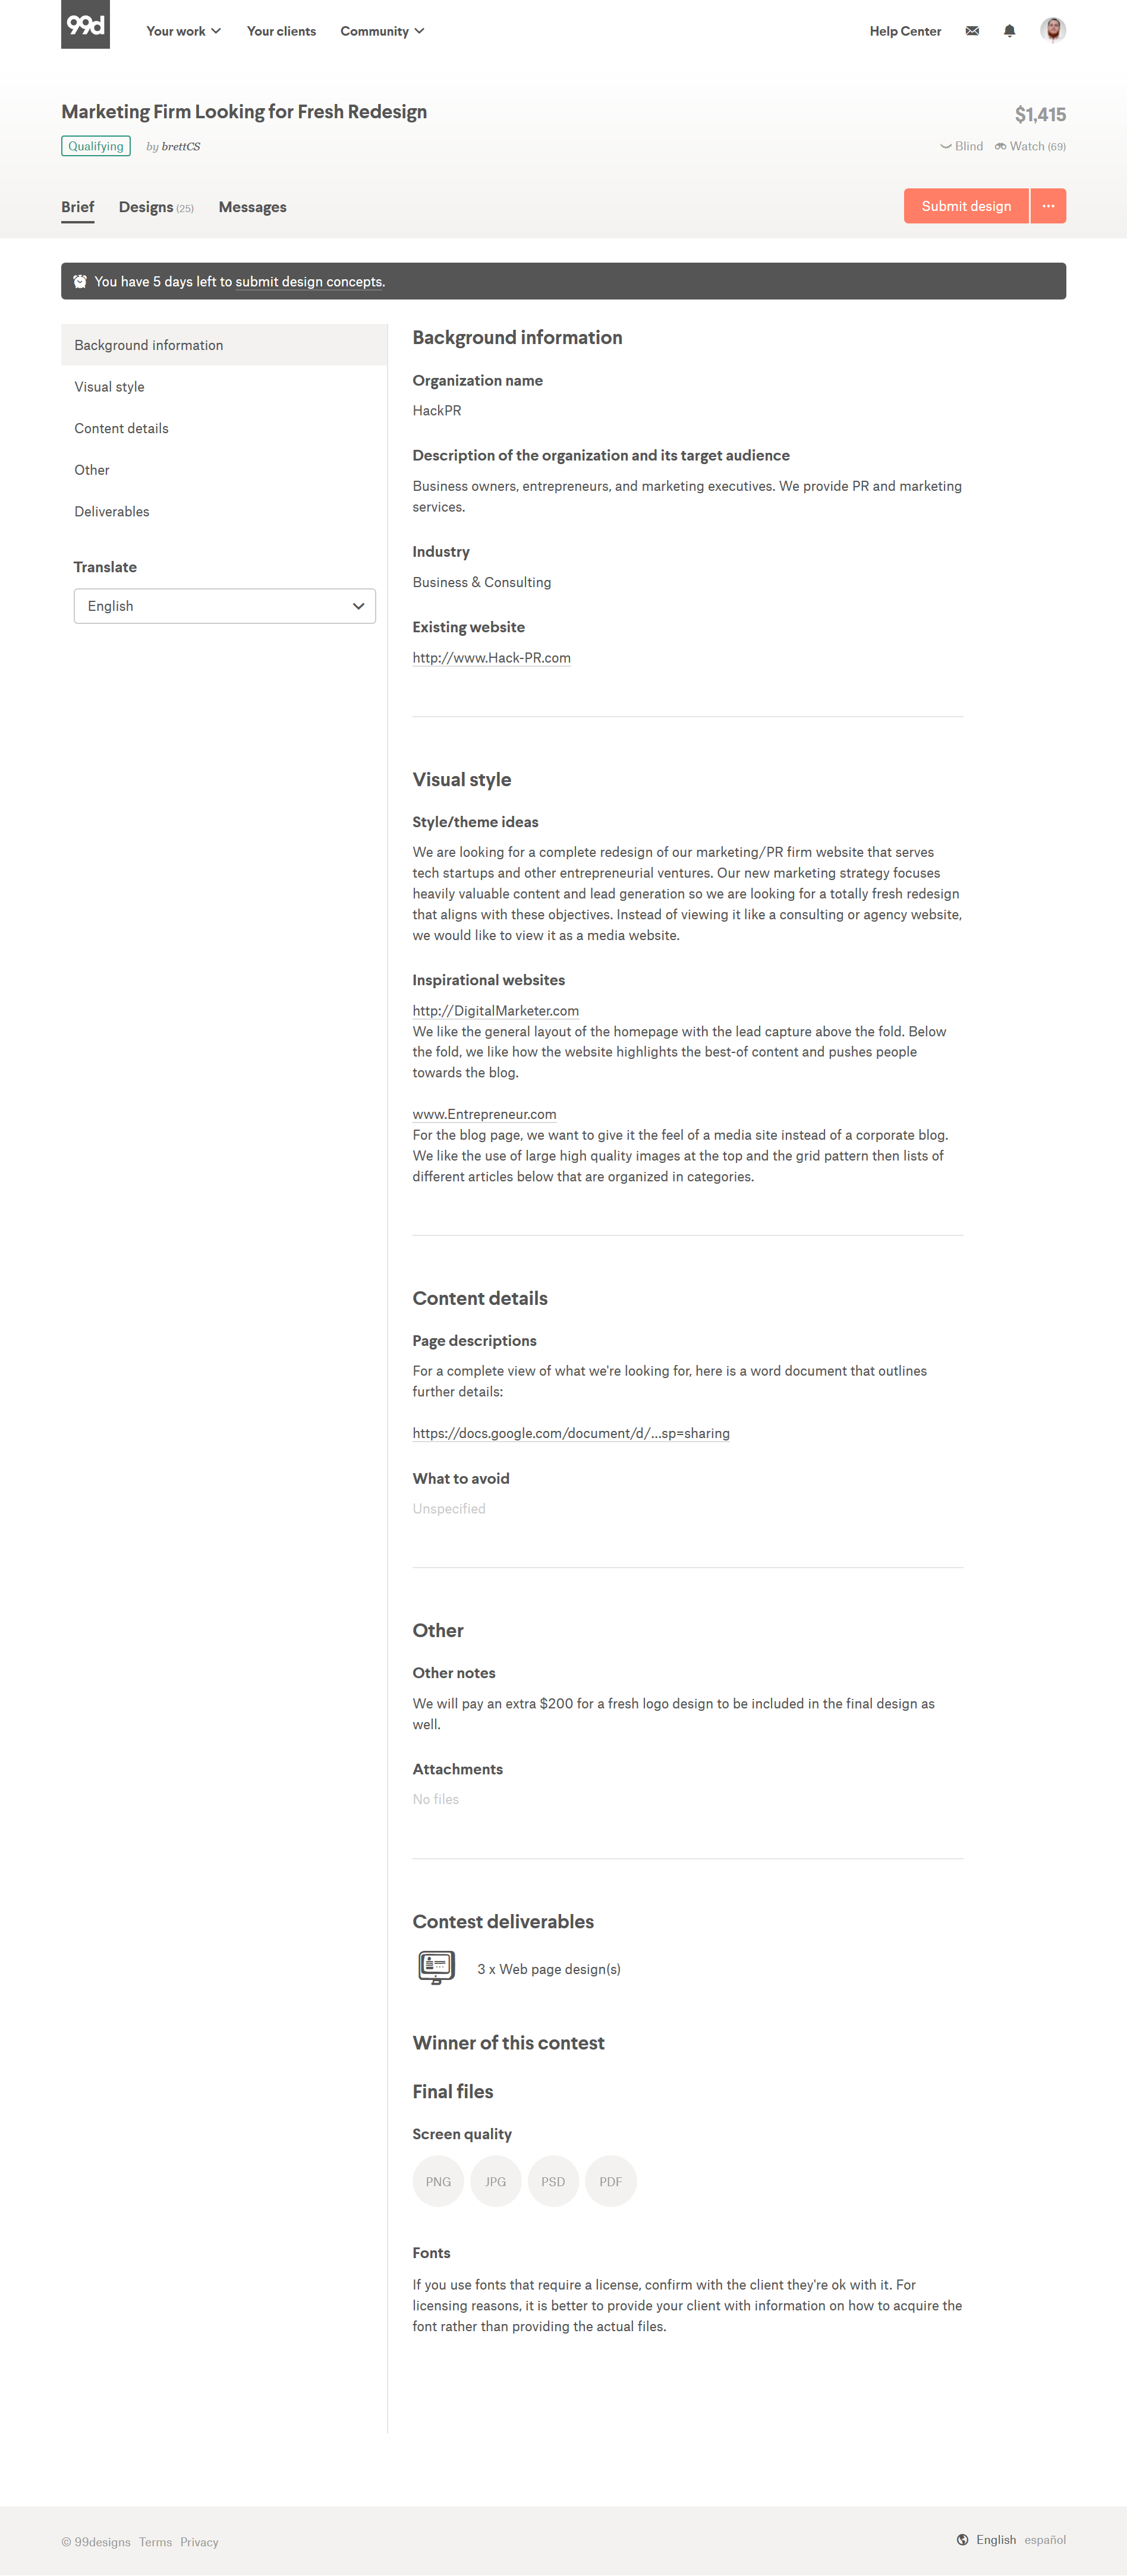 99d
Your work
Your clients
Community
Help Center
Marketing Firm Looking for Fresh Redesign
$1,415
Qualifying
by brettCS
Blind
Watch (69)
Brief
Designs (25)
Messages
Submit design
You have 5 days left to submit design concepts.
Background information
Visual style
Content details
Other
Deliverables
Translate
English
Background information
Organization name
HackPR
Description of the organization and its target audience
Business owners, entrepreneurs, and marketing executives. We provide PR and marketing
services.
Industry
Business & Consulting
Existing website
http://www.Hack-PR.com
Visual style
Style/theme ideas
We are looking for a complete redesign of our marketing/PR firm website that serves
tech startups and other entrepreneurial ventures. Our new marketing strategy focuses
heavily valuable content and lead generation so we are looking for a totally fresh redesign
that aligns with these objectives. Instead of viewing it like a consulting or agency website,
we would like to view it as a media website.
Inspirational websites
http://DigitalMarketer.com
We like the general layout of the homepage with the lead capture above the fold. Below
the fold, we like how the website highlights the best-of content and pushes people
towards the blog.
www.Entrepreneur.com
For the blog page, we want to give it the feel of a media site instead of a corporate blog.
We like the use of large high quality images at the top and the grid pattern then lists of
different articles below that are organized in categories.
Content details
Page descriptions
For a complete view of what we're looking for, here is a word document that outlines
further details:
https://docs.google.com/document/d/...sp=sharing
What to avoid
Unspecified
Other
Other notes
We will pay an extra $200 for a fresh logo design to be included in the final design as
well.
Attachments
No files
Contest deliverables
3 x Web page design(s)
Winner of this contest
Final files
Screen quality
PNG
JPG
PSD
PDF
Fonts
If you use fonts that require a license, confirm with the client they're ok with it. For
licensing reasons, it is better to provide your client with information on how to acquire the
font rather than providing the actual files.
© 99designs Terms Privacy
English español